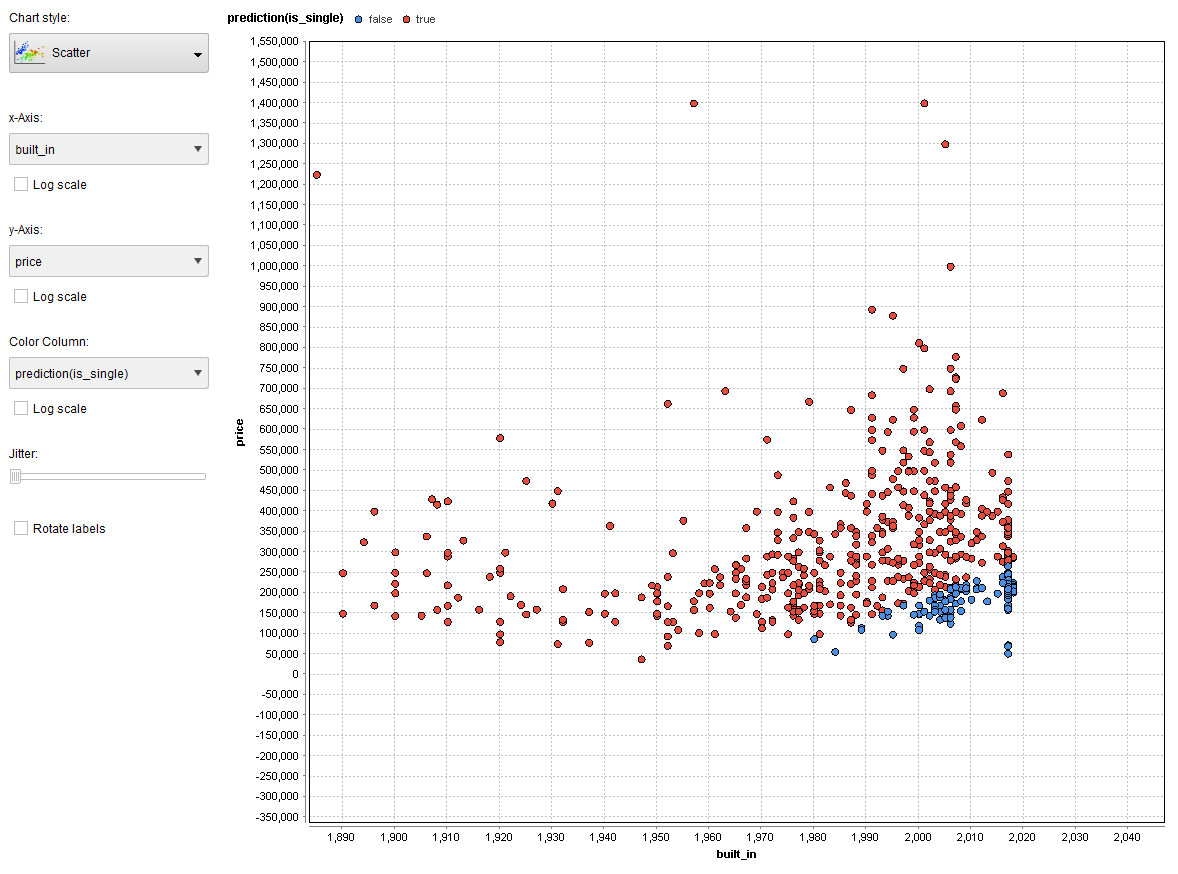 Chart style:
Scatter
x-Axis:
built_in
Log scale
y-Axis:
price
Log scale
Color Column:
prediction(is_single)
Log scale
Jitter:
Rotate labels
prediction(is_single) false true
1,550,000
1,500,000
1,450,000
1,400,000
1,350,000
1,300,000
1,250,000
1,200,000
1,150,000
1,100,000
1,050,000
1,000,000
950,000
900,000
850,000
800,000
750,000
700,000
650,000
600,000
550,000
500,000
450,000
400,000
350,000
300,000
250,000
200,000
150,000
100,000
50,000
0
-50,000
-100,000
-150,000
-200,000
-250,000
-300,000
-350,000
price
1,890 1,900 1,910 1,920 1,930 1,940 1,950 1,960 1,970 1,980 1,990 2,000 2,010 2,020 2,030 2,040
built_in